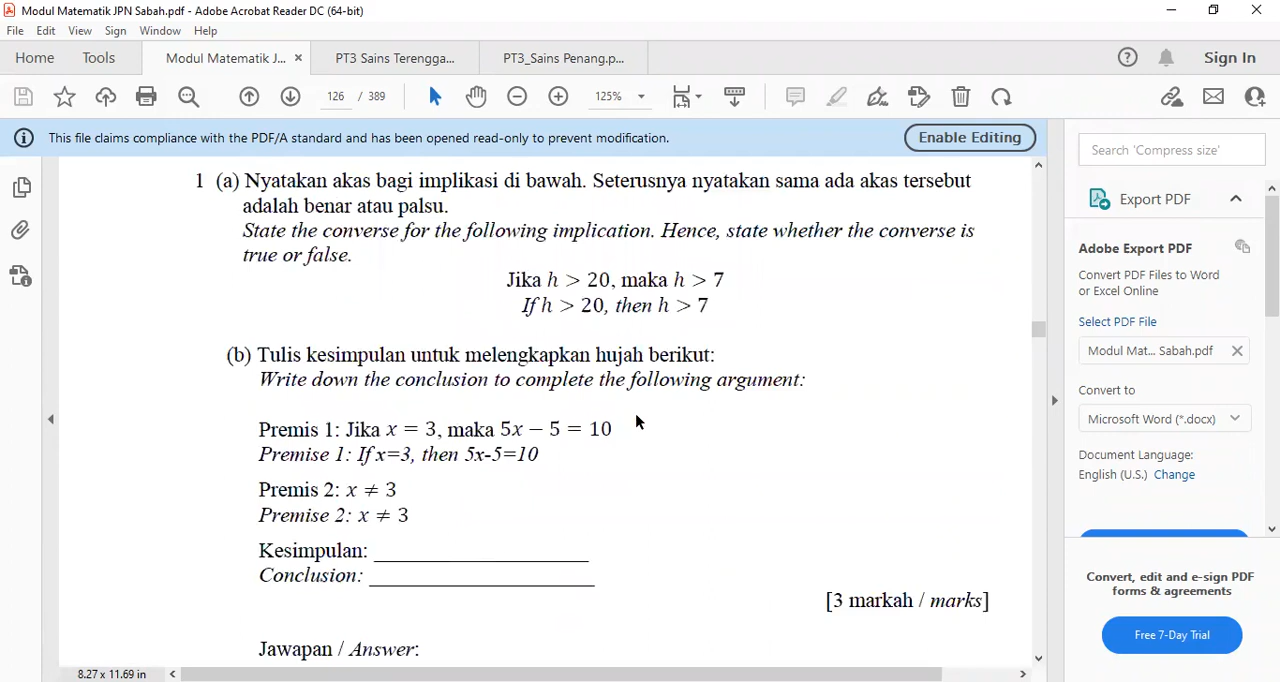 Modul Matematik JPN Sabah.pdf - Adobe Acrobat Reader DC (64-bit)
File Edit View Sign Window Help
Home Tools Modul Matematik J... × PT3 Sains Terengga... PT3_Sains Penang.p... Sign In
126 / 389 125%
This file claims compliance with the PDF/A standard and has been opened read-only to prevent modification. Enable Editing
1 (a) Nyatakan akas bagi implikasi di bawah. Seterusnya nyatakan sama ada akas tersebut
adalah benar atau palsu.
State the converse for the following implication. Hence, state whether the converse is
true or false.
Jika h > 20, maka h > 7
If h > 20, then h > 7
(b) Tulis kesimpulan untuk melengkapkan hujah berikut:
Write down the conclusion to complete the following argument:
Premis 1: Jika x = 3, maka 5x − 5 = 10
Premise 1: If x=3, then 5x-5=10
Premis 2: x ≠ 3
Premise 2: x ≠ 3
Kesimpulan: ____________________
Conclusion: ____________________
[3 markah / marks]
Jawapan / Answer:
8.27 x 11.69 in
Search 'Compress size'
Export PDF
Adobe Export PDF
Convert PDF Files to Word
or Excel Online
Select PDF File
Modul Mat... Sabah.pdf
Convert to
Microsoft Word (*.docx)
Document Language:
English (U.S.) Change
Convert, edit and e-sign PDF
forms & agreements
Free 7-Day Trial